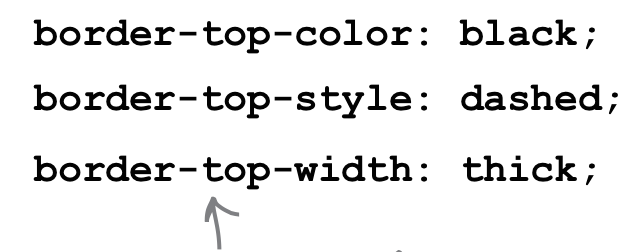 border-top-color: black;
border-top-style: dashed;
border-top-width: thick;